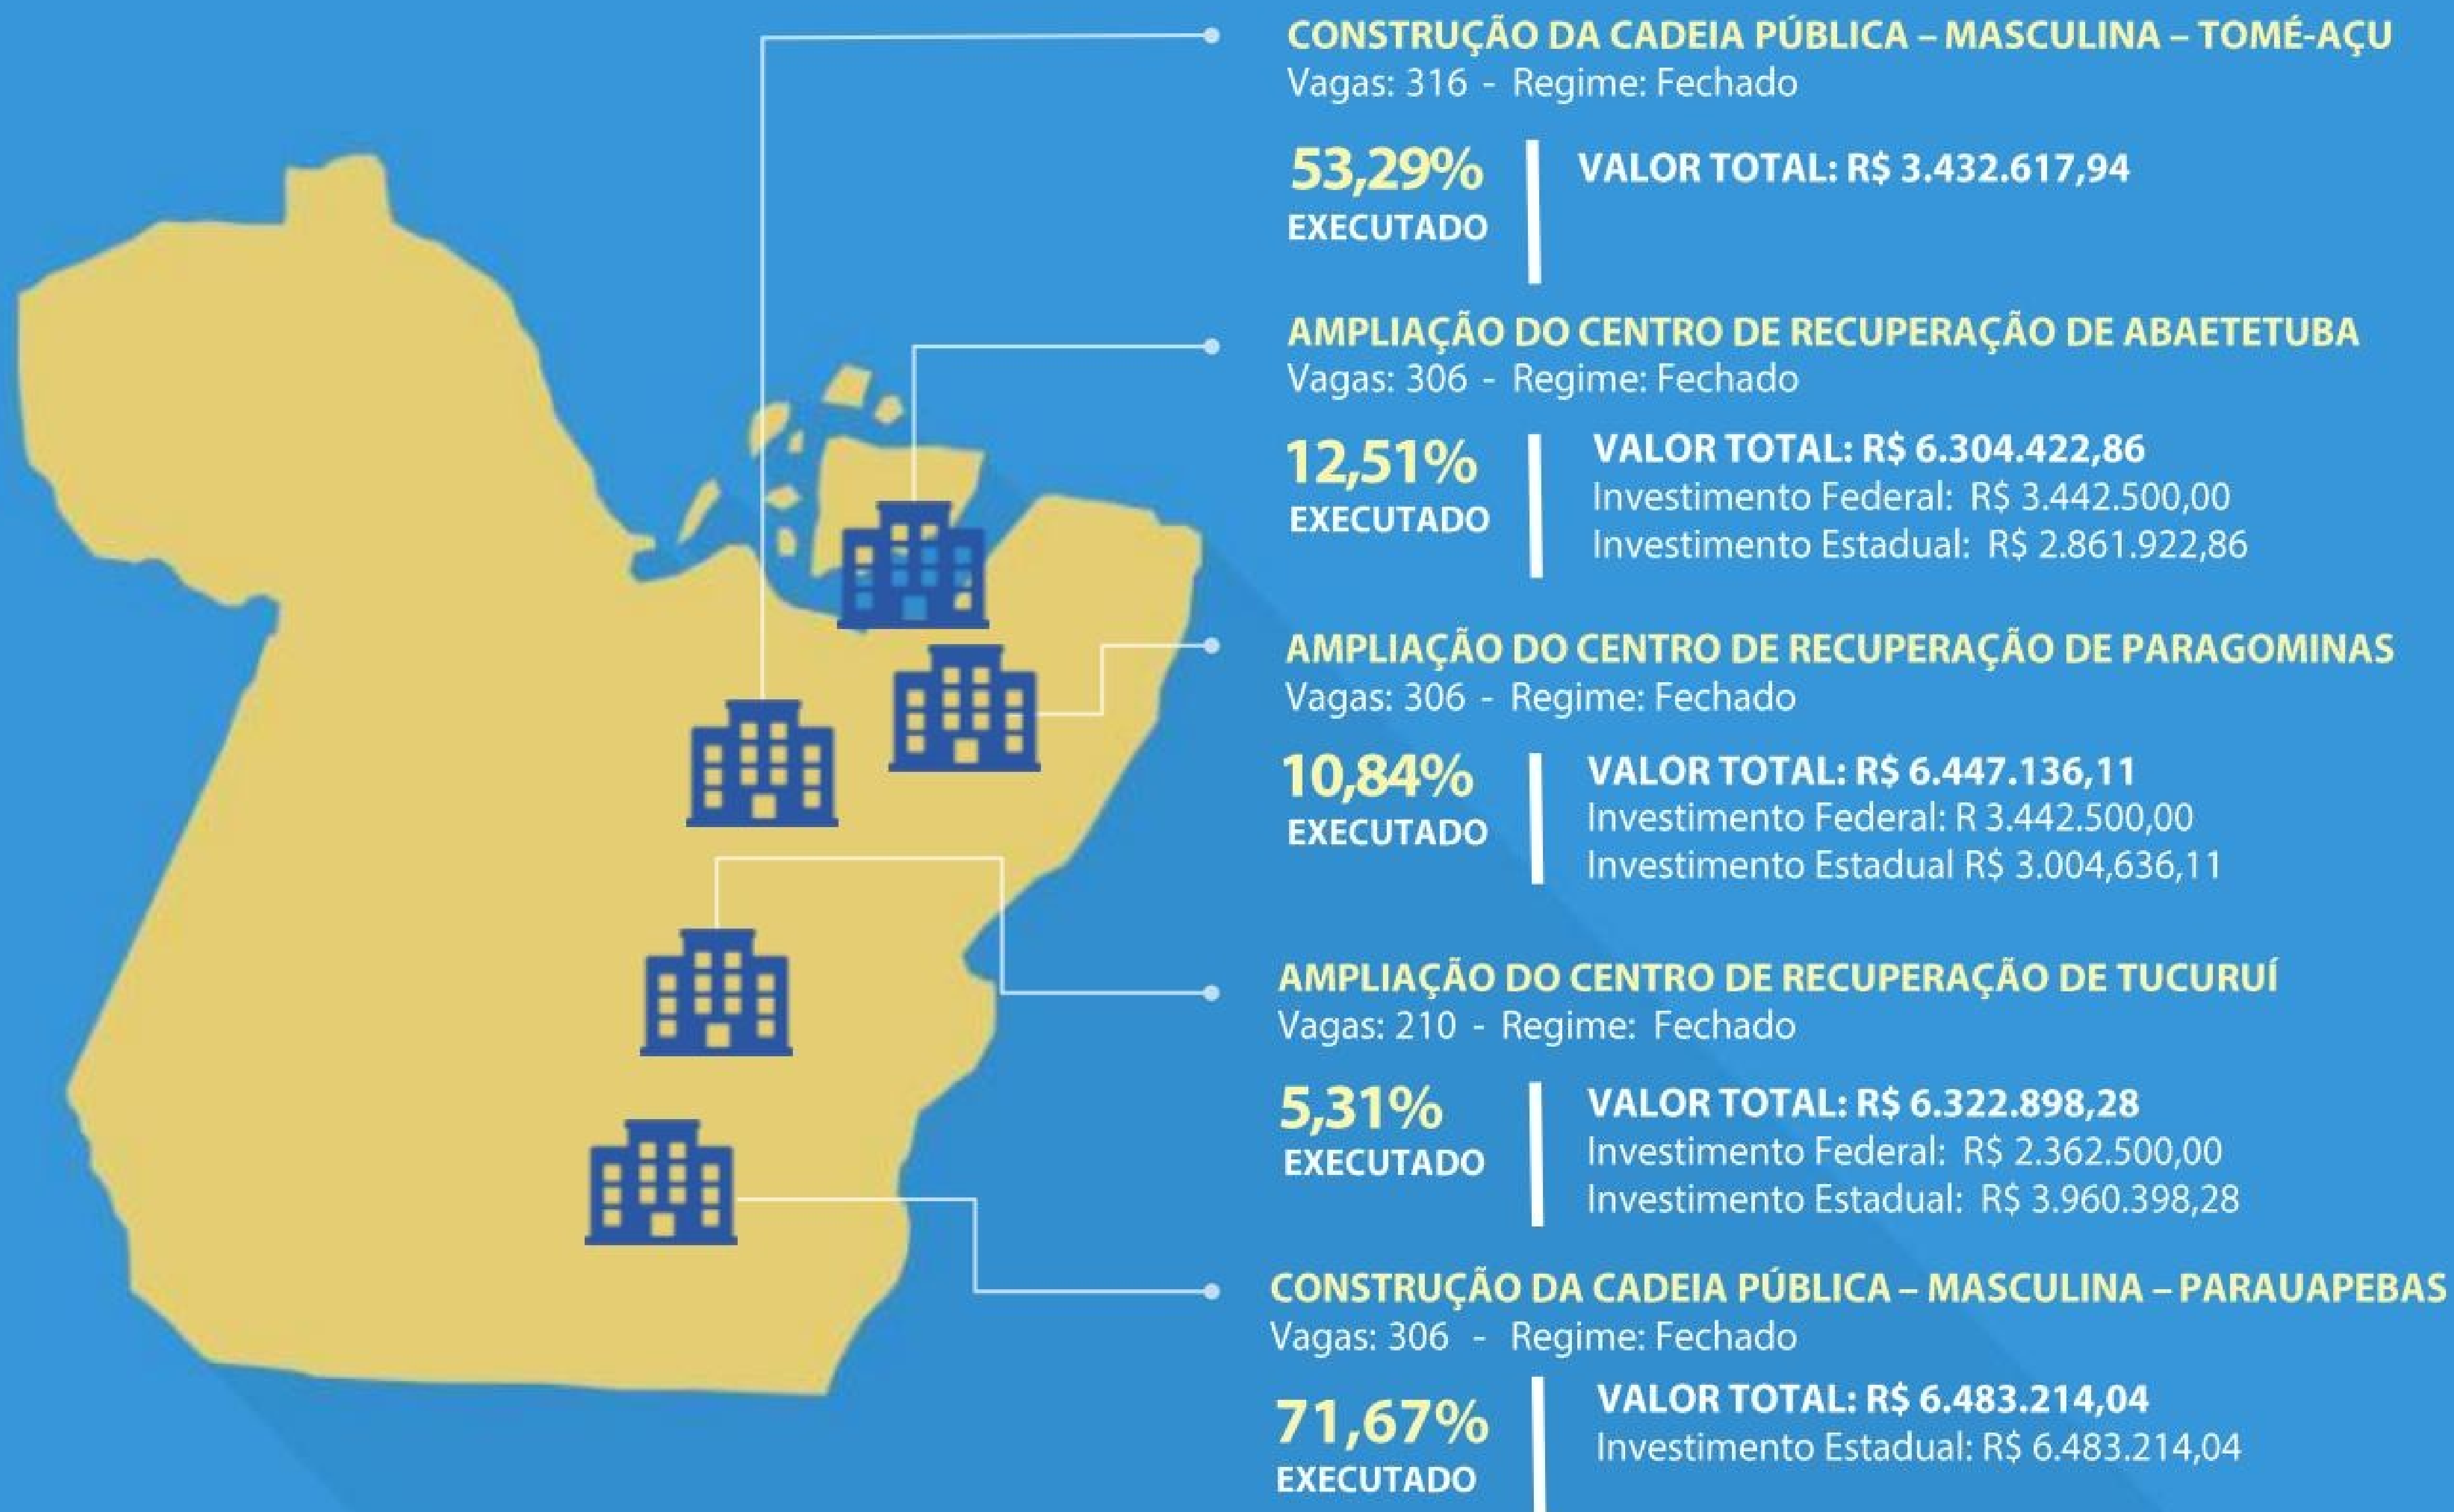 CONSTRUÇÃO DA CADEIA PÚBLICA – MASCULINA – TOMÉ-AÇU
Vagas: 316 - Regime: Fechado
53,29%
EXECUTADO
VALOR TOTAL: R$ 3.432.617,94
AMPLIAÇÃO DO CENTRO DE RECUPERAÇÃO DE ABAETETUBA
Vagas: 306 - Regime: Fechado
12,51%
EXECUTADO
VALOR TOTAL: R$ 6.304.422,86
Investimento Federal: R$ 3.442.500,00
Investimento Estadual: R$ 2.861.922,86
AMPLIAÇÃO DO CENTRO DE RECUPERAÇÃO DE PARAGOMINAS
Vagas: 306 - Regime: Fechado
10,84%
EXECUTADO
VALOR TOTAL: R$ 6.447.136,11
Investimento Federal: R 3.442.500,00
Investimento Estadual R$ 3.004,636,11
AMPLIAÇÃO DO CENTRO DE RECUPERAÇÃO DE TUCURUÍ
Vagas: 210 - Regime: Fechado
5,31%
EXECUTADO
VALOR TOTAL: R$ 6.322.898,28
Investimento Federal: R$ 2.362.500,00
Investimento Estadual: R$ 3.960.398,28
CONSTRUÇÃO DA CADEIA PÚBLICA – MASCULINA – PARAUAPEBAS
Vagas: 306 - Regime: Fechado
71,67%
EXECUTADO
VALOR TOTAL: R$ 6.483.214,04
Investimento Estadual: R$ 6.483.214,04